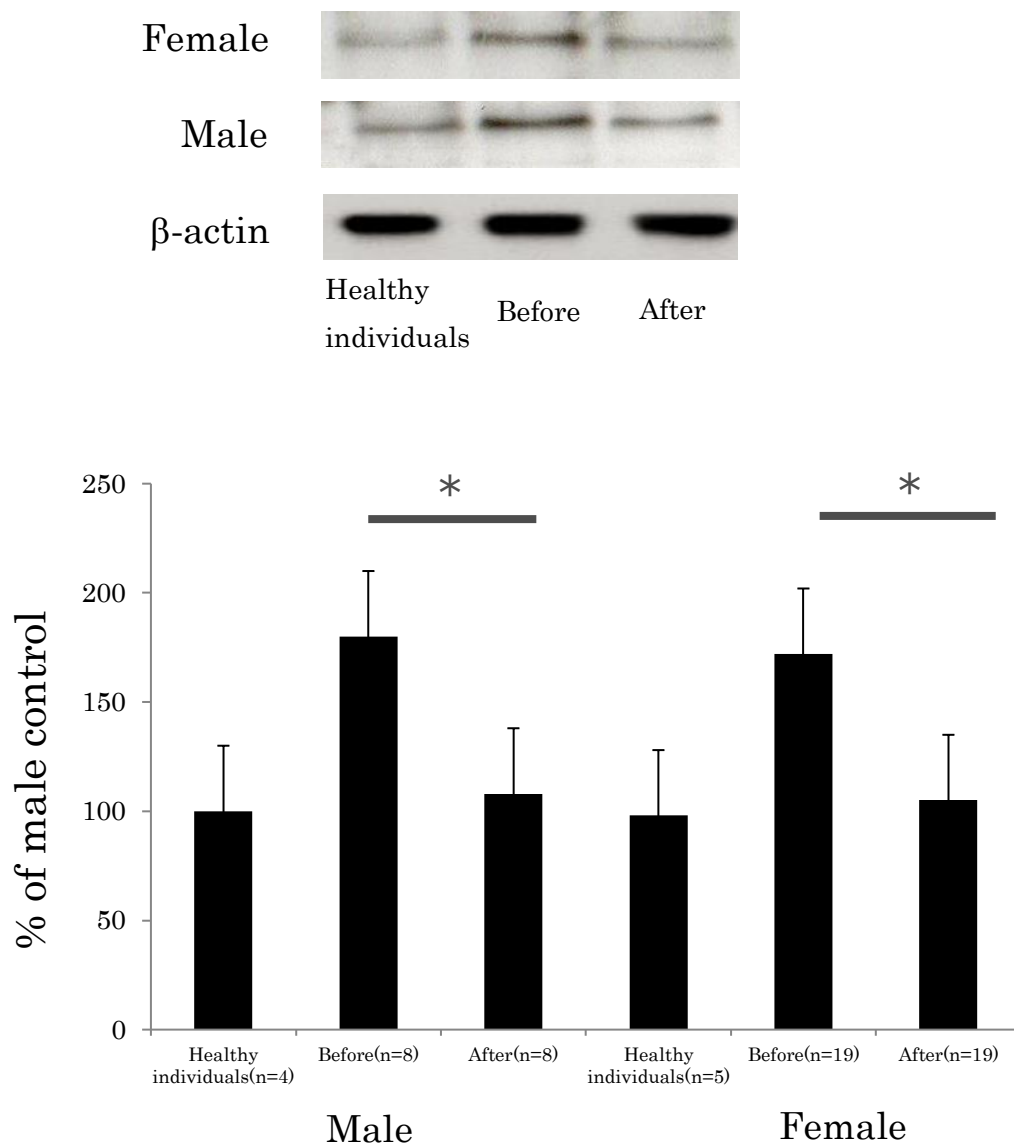 Female
Male
β-actin
Healthy
individuals
Before
After
% of male control
250
200
150
100
50
0
*
*
Healthy
individuals(n=4)
Before(n=8)
After(n=8)
Healthy
individuals(n=5)
Before(n=19)
After(n=19)
Male
Female